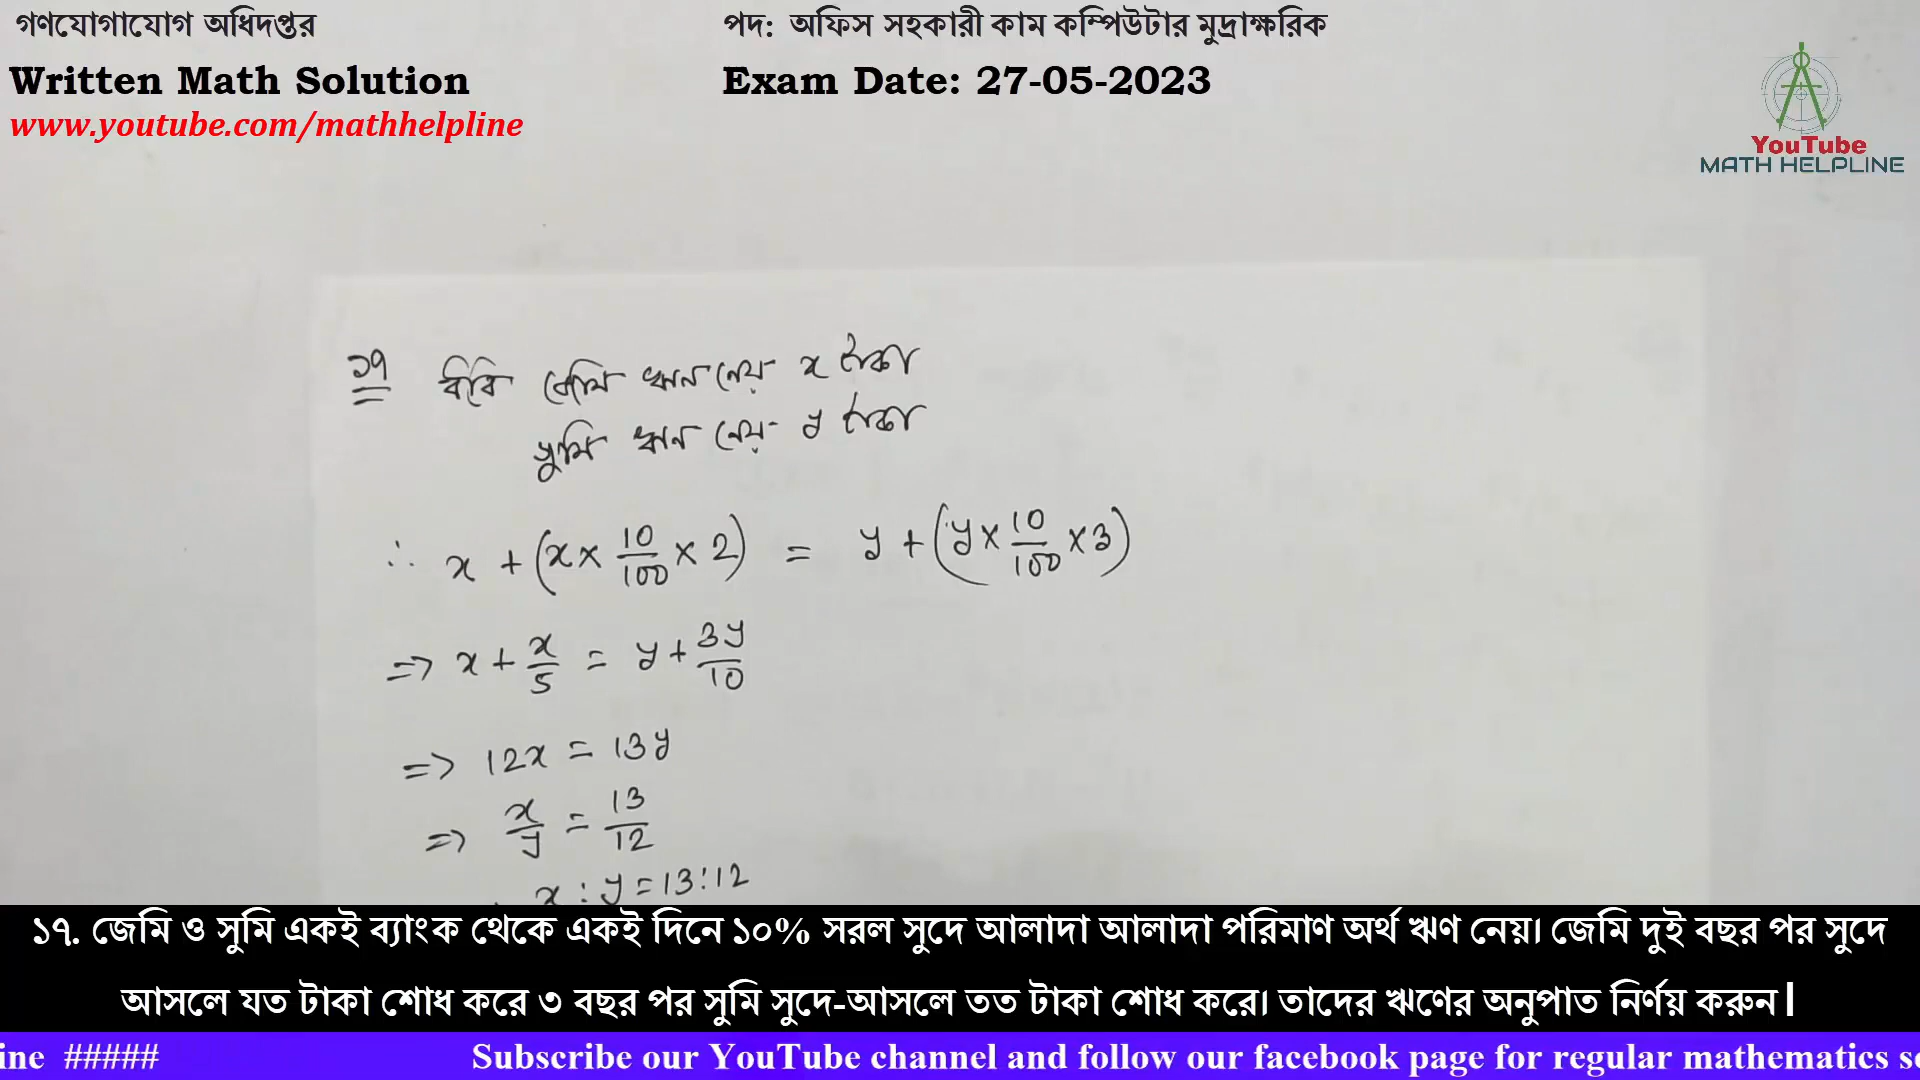 গণযোগাযোগ অধিদপ্তর
পদ: অফিস সহকারী কাম কম্পিউটার মুদ্রাক্ষরিক
Written Math Solution
Exam Date: 27-05-2023
www.youtube.com/mathhelpline
YouTube
MATH HELPLINE
১৭ ধরি জেমি ঋণ নেয় x টাকা
সুমি ঋণ নেয় y টাকা
∴ x + (x × 10/100 × 2) = y + (y × 10/100 × 3)
=> x + x/5 = y + 3y/10
=> 12x = 13y
=> x/y = 13/12
x : y = 13 : 12
১৭. জেমি ও সুমি একই ব্যাংক থেকে একই দিনে ১০% সরল সুদে আলাদা আলাদা পরিমাণ অর্থ ঋণ নেয়। জেমি দুই বছর পর সুদে
আসলে যত টাকা শোধ করে ৩ বছর পর সুমি সুদে-আসলে তত টাকা শোধ করে। তাদের ঋণের অনুপাত নির্ণয় করুন।
ine ##### Subscribe our YouTube channel and follow our facebook page for regular mathematics s